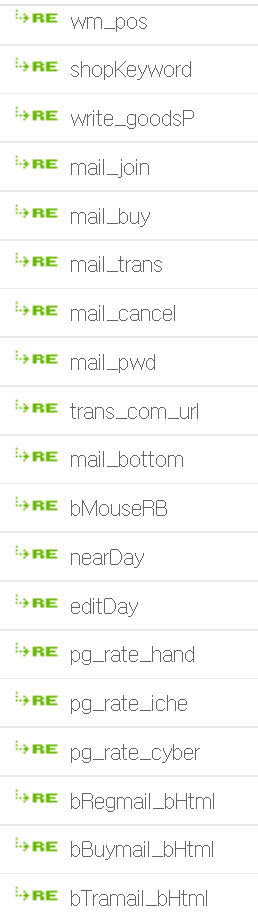 RE wm_pos
RE shopKeyword
RE write_goodsP
RE mail_join
RE mail_buy
RE mail_trans
RE mail_cancel
RE mail_pwd
RE trans_com_url
RE mail_bottom
RE bMouseRB
RE nearDay
RE editDay
RE pg_rate_hand
RE pg_rate_iche
RE pg_rate_cyber
RE bRegmail_bHtml
RE bBuymail_bHtml
RE bTramail_bHtml